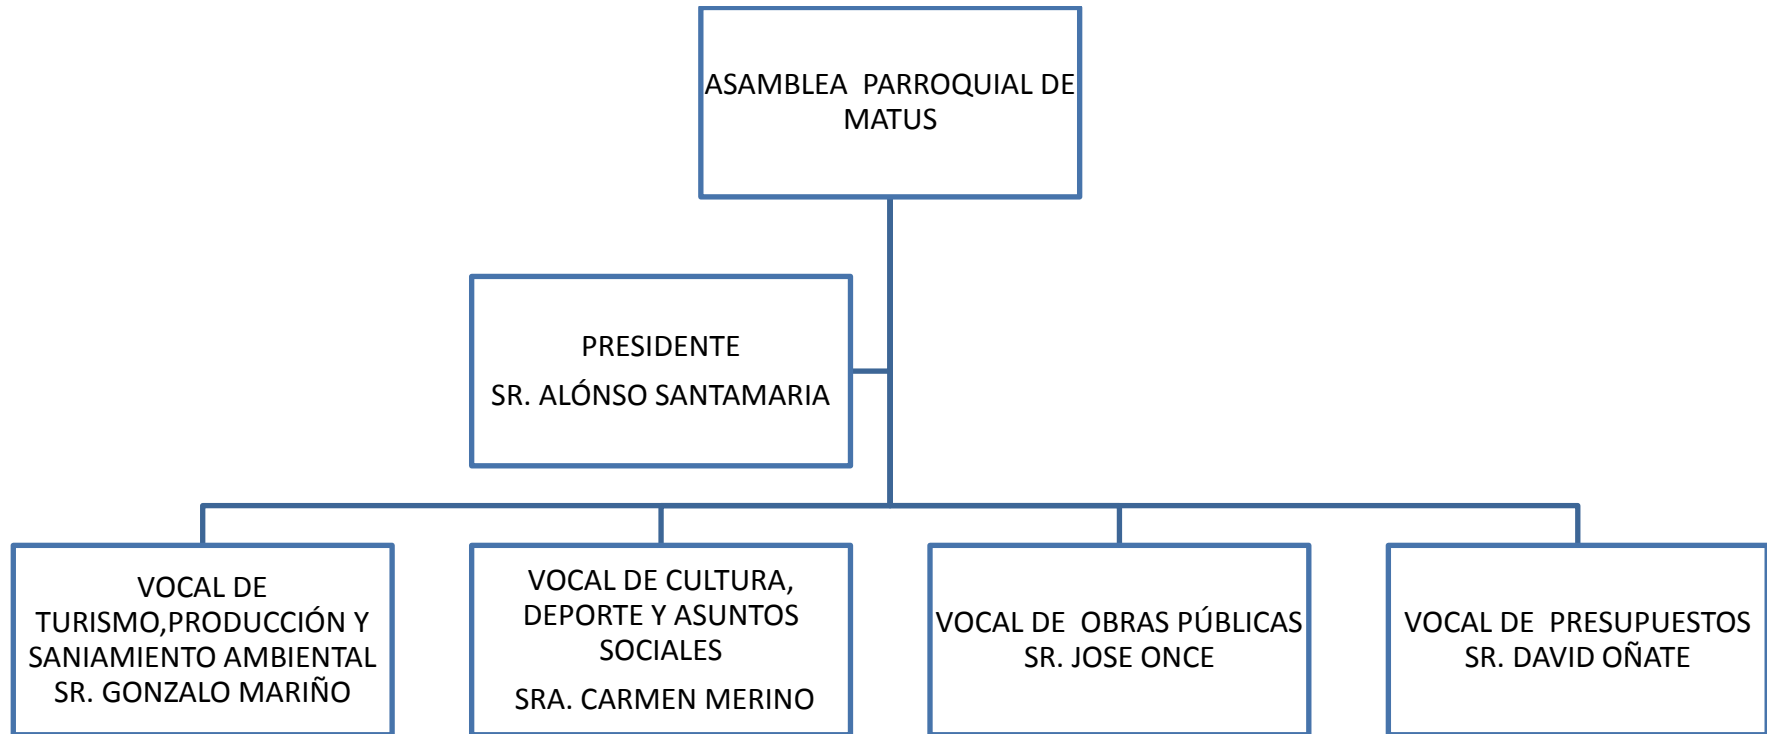 ASAMBLEA  PARROQUIAL DE
MATUS
PRESIDENTE
SR. ALÓNSO SANTAMARIA
VOCAL DE
TURISMO,PRODUCCIÓN Y
SANIAMIENTO AMBIENTAL
SR. GONZALO MARIÑO
VOCAL DE CULTURA,
DEPORTE Y ASUNTOS
SOCIALES
SRA. CARMEN MERINO
VOCAL DE  OBRAS PÚBLICAS
SR. JOSE ONCE
VOCAL DE  PRESUPUESTOS
SR. DAVID OÑATE